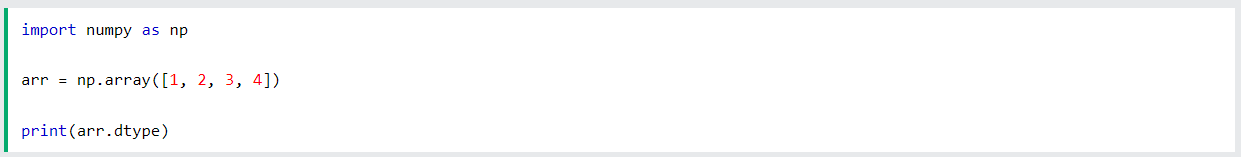 import numpy as np
arr = np.array([1, 2, 3, 4])
print(arr.dtype)